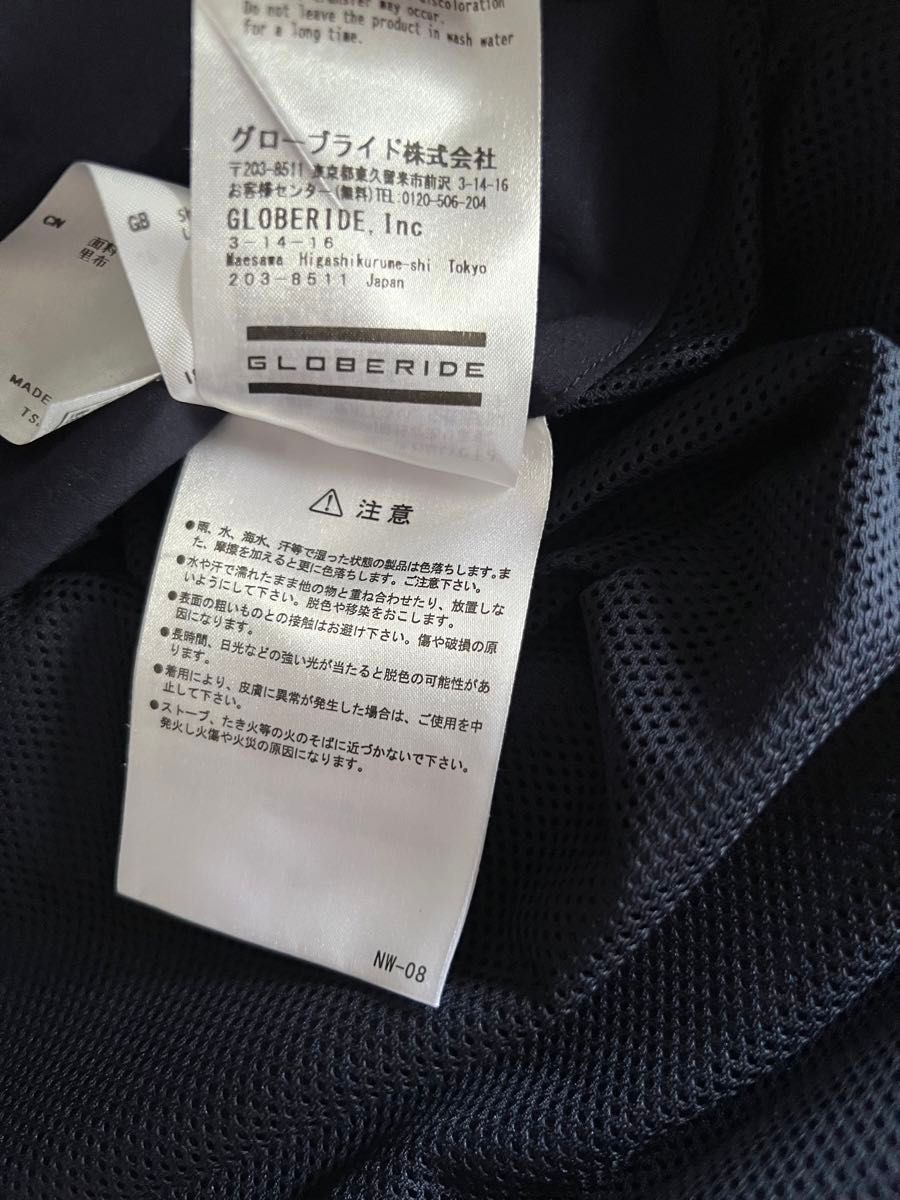 discoloration
may occur.
Do not leave the product in wash water
for a long time.
グローブライド株式会社
〒203-8511 東京都東久留米市前沢 3-14-16
お客様センター(無料)TEL:0120-506-204
GLOBERIDE, Inc
3-14-16
Maesawa Higashikurume-shi Tokyo
203-8511 Japan
GLOBERIDE
CN
面料
里布
GB
MADE
⚠ 注意
●雨、水、海水、汗等で湿った状態の製品は色落ちします。ま
た、摩擦を加えると更に色落ちします。ご注意下さい。
●水や汗で濡れたまま他の物と重ね合わせたり、放置しな
いようにして下さい。脱色や移染をおこします。
●表面の粗いものとの接触はお避け下さい。傷や破損の原
因になります。
●長時間、日光などの強い光が当たると脱色の可能性があ
ります。
●着用により、皮膚に異常が発生した場合は、ご使用を中
止して下さい。
●ストーブ、たき火等の火のそばに近づかないで下さい。
発火し火傷や火災の原因になります。
NW-08